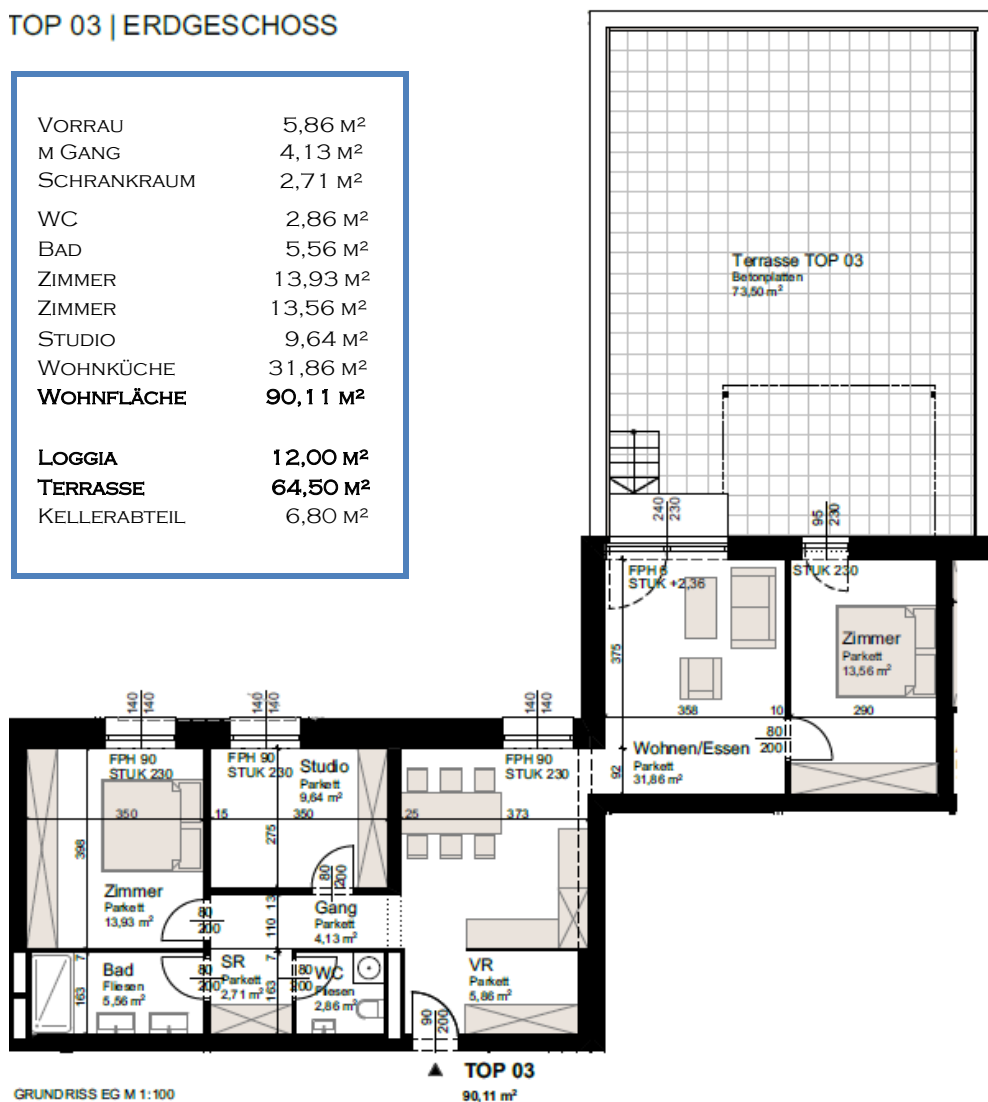 TOP 03 | ERDGESCHOSS
VORRAU 5,86 M²
M GANG 4,13 M²
SCHRANKRAUM 2,71 M²
WC 2,86 M²
BAD 5,56 M²
ZIMMER 13,93 M²
ZIMMER 13,56 M²
STUDIO 9,64 M²
WOHNKÜCHE 31,86 M²
WOHNFLÄCHE 90,11 M²
LOGGIA 12,00 M²
TERRASSE 64,50 M²
KELLERABTEIL 6,80 M²
Terrasse TOP 03
Betonplatten
73,50 m²
240
230
95
230
FPH 6
STUK +2,36
STUK 230
375
Zimmer
Parkett
13,56 m²
358
10
290
80
200
Wohnen/Essen
Parkett
31,86 m²
92
140
140
140
140
140
140
FPH 90
STUK 230
FPH 90
STUK 230
Studio
Parkett
9,64 m²
FPH 90
STUK 230
350
15
350
25
373
398
275
80
200
Zimmer
Parkett
13,93 m²
80
200
13
110
Gang
Parkett
4,13 m²
7
163
Bad
Fliesen
5,56 m²
80
200
SR
Parkett
2,71 m²
7
163
80
200
WC
Fliesen
2,86 m²
VR
Parkett
5,86 m²
90
200
TOP 03
90,11 m²
GRUNDRISS EG M 1:100